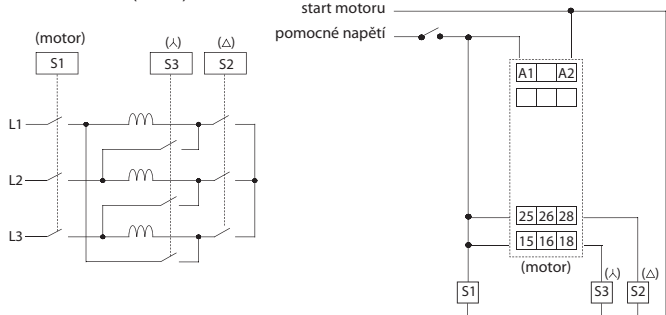 start motoru
pomocné napětí
(motor) (⅄) (△)
S1 S3 S2
L1
L2
L3
A1 A2
25 26 28
15 16 18
(motor) (⅄) (△)
S1 S3 S2